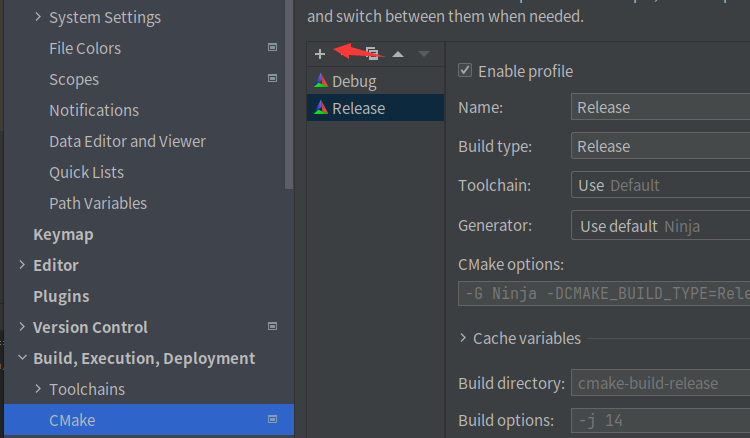 and switch between them when needed.
System Settings
File Colors
Scopes
Notifications
Data Editor and Viewer
Quick Lists
Path Variables
Keymap
Editor
Plugins
Version Control
Build, Execution, Deployment
Toolchains
CMake
Debug
Release
Enable profile
Name: Release
Build type: Release
Toolchain: Use Default
Generator: Use default Ninja
CMake options:
-G Ninja -DCMAKE_BUILD_TYPE=Rele
Cache variables
Build directory: cmake-build-release
Build options: -j 14